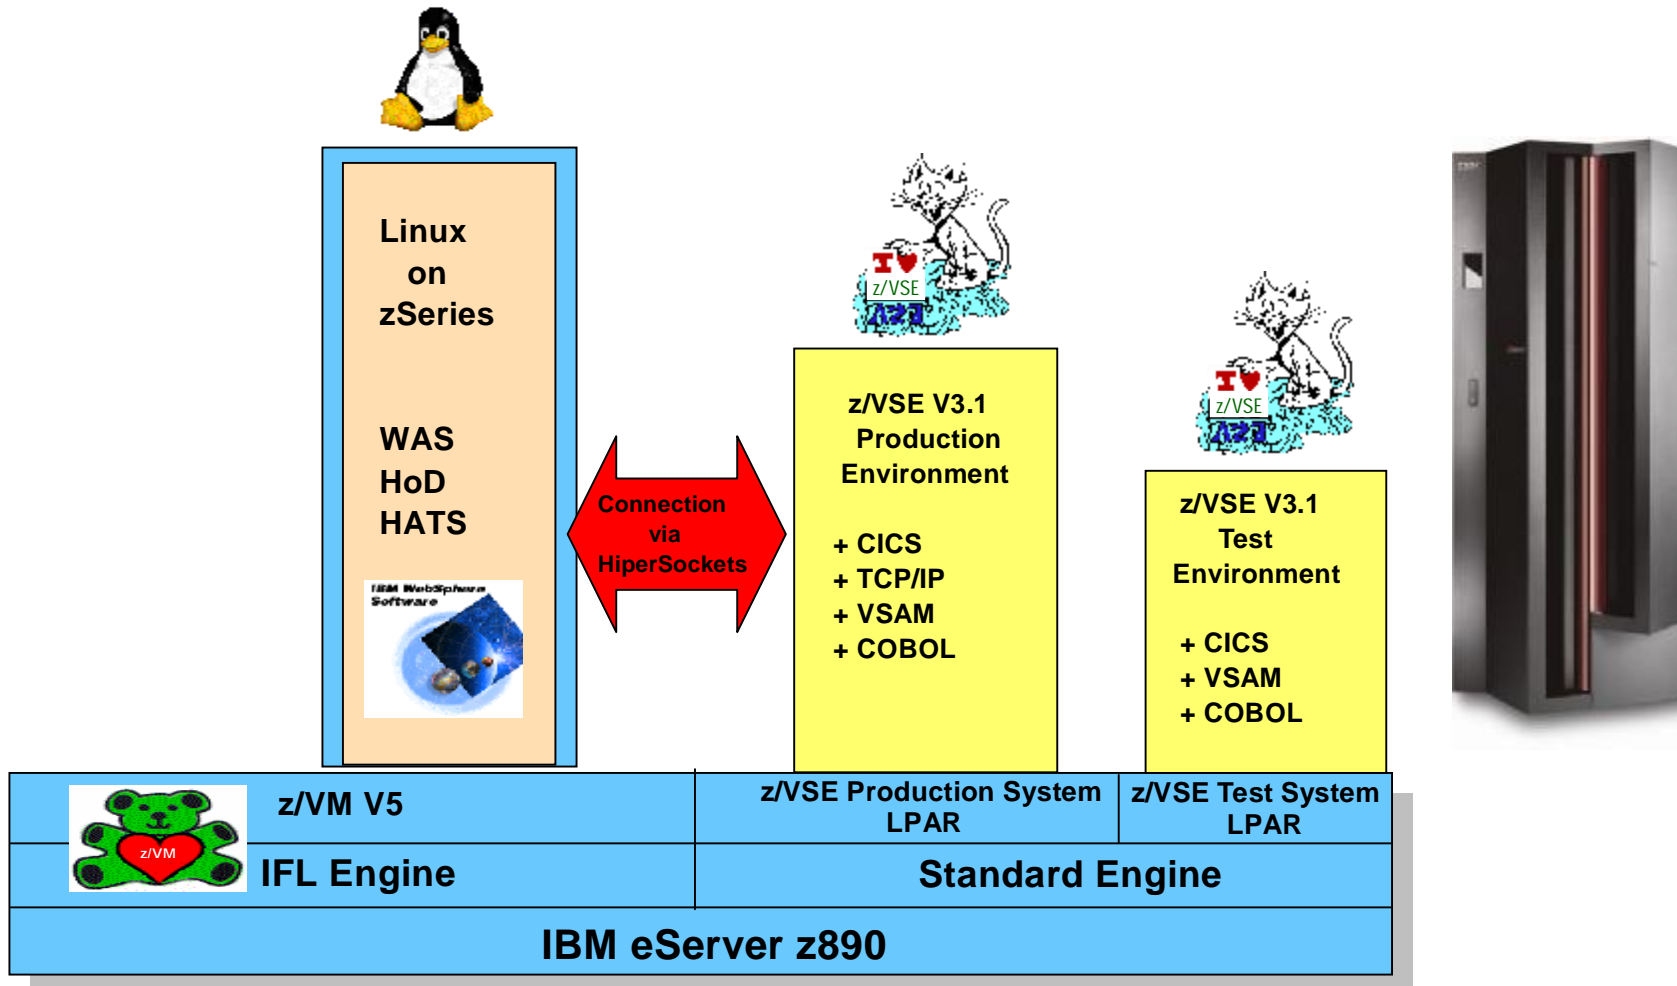 Linux
on
zSeries
WAS
HoD
HATS
IBM WebSphere
Software
Connection
via
HiperSockets
I
z/VSE
z/VSE V3.1
Production
Environment
+ CICS
+ TCP/IP
+ VSAM
+ COBOL
I
z/VSE
z/VSE V3.1
Test
Environment
+ CICS
+ VSAM
+ COBOL
z/VM V5
z/VM
z/VSE Production System
LPAR
z/VSE Test System
LPAR
IFL Engine
Standard Engine
IBM eServer z890